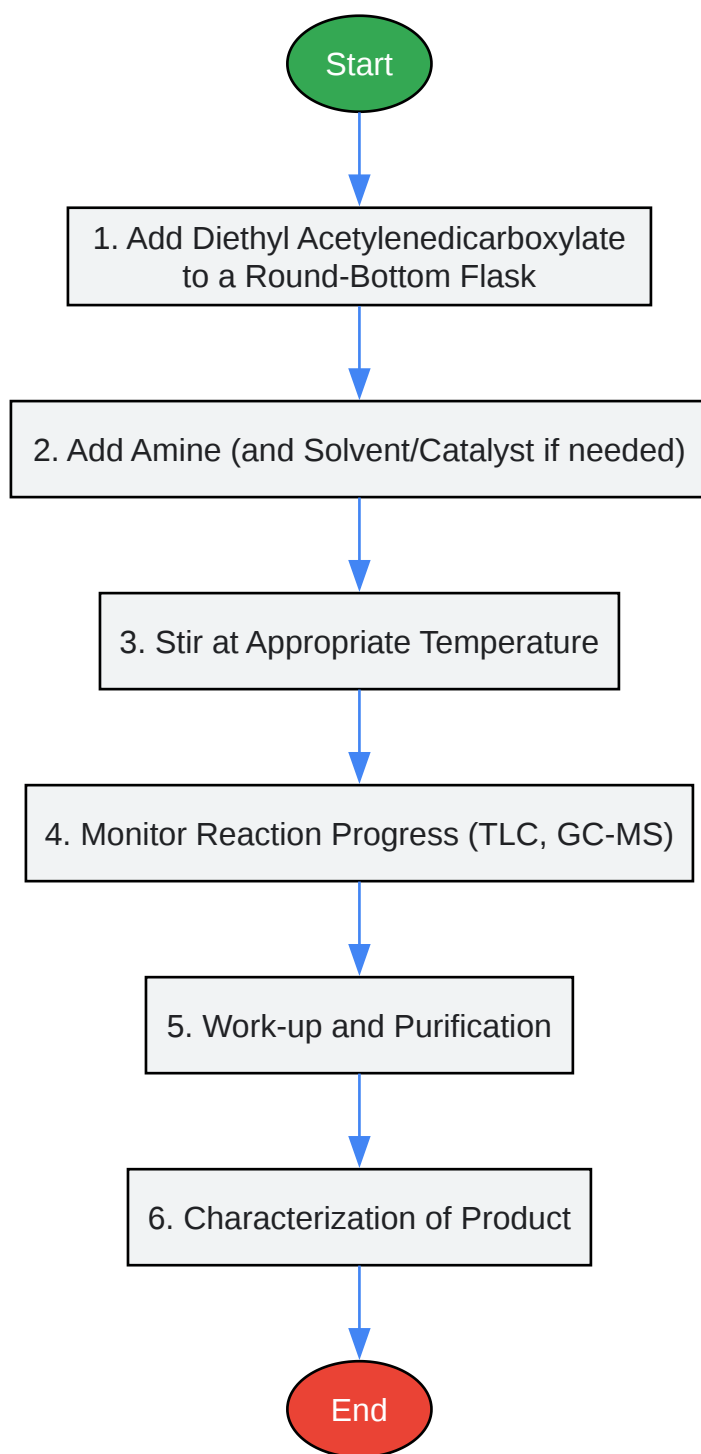 Start
1. Add Diethyl Acetylenedicarboxylate
to a Round-Bottom Flask
2. Add Amine (and Solvent/Catalyst if needed)
3. Stir at Appropriate Temperature
4. Monitor Reaction Progress (TLC, GC-MS)
5. Work-up and Purification
6. Characterization of Product
End